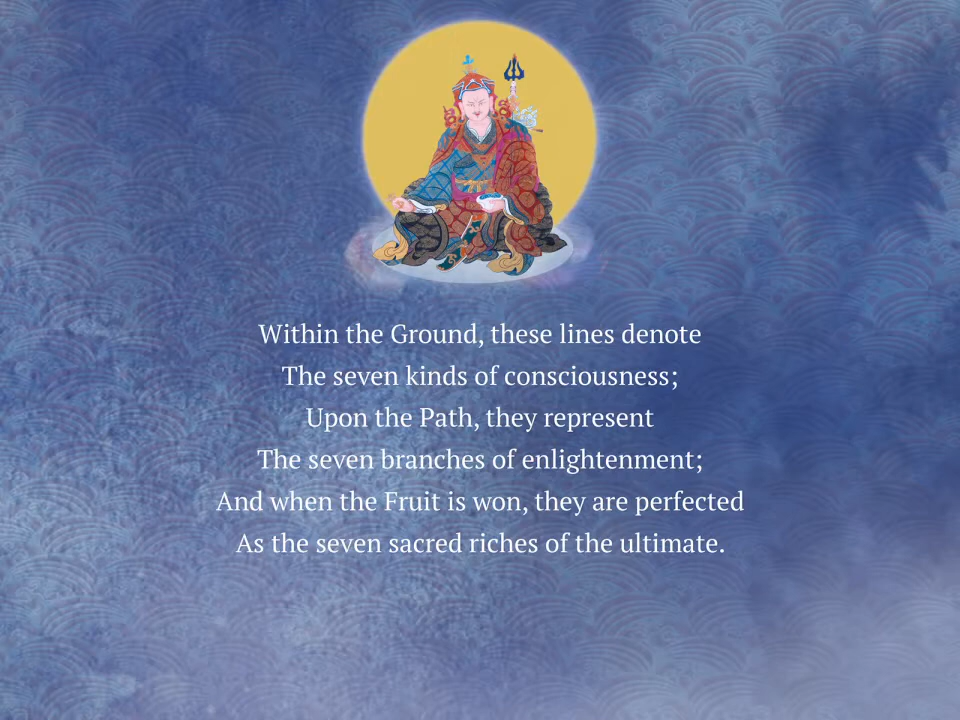 Within the Ground, these lines denote
The seven kinds of consciousness;
Upon the Path, they represent
The seven branches of enlightenment;
And when the Fruit is won, they are perfected
As the seven sacred riches of the ultimate.